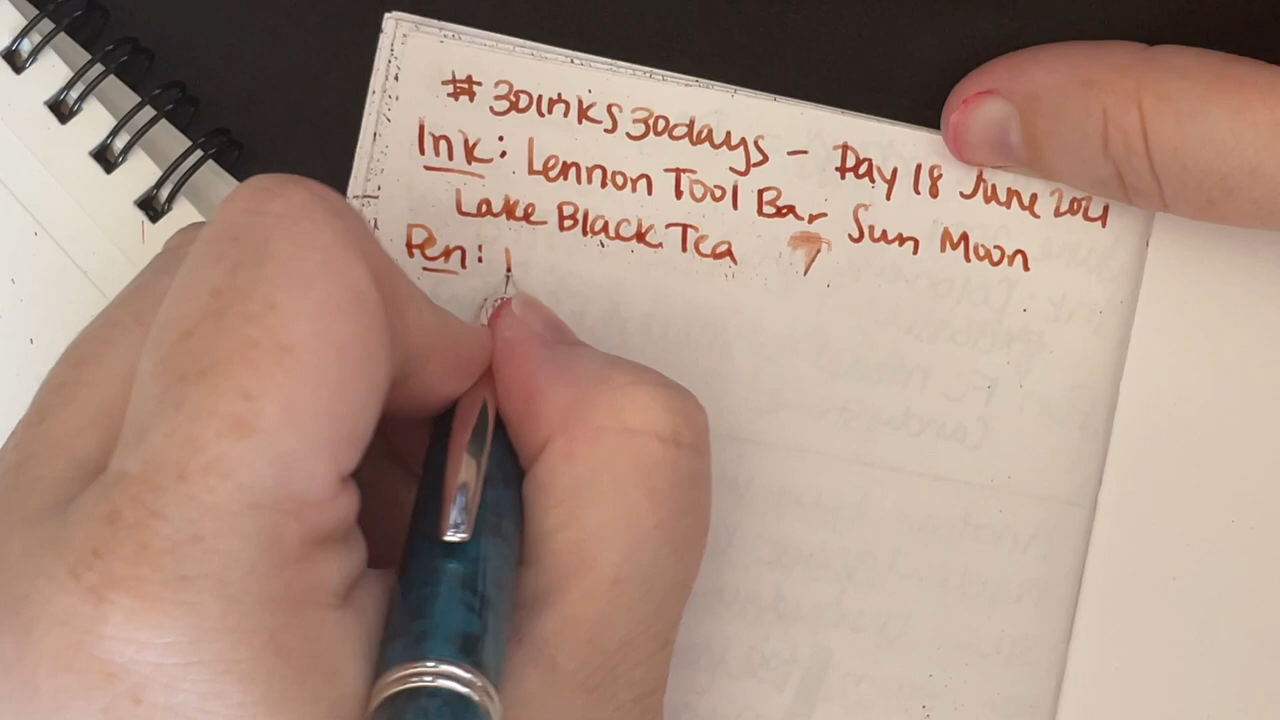 #30inks30days - Day 18 June 2021
Ink: Lennon Tool Bar Sun Moon
Lake Black Tea
Pen: